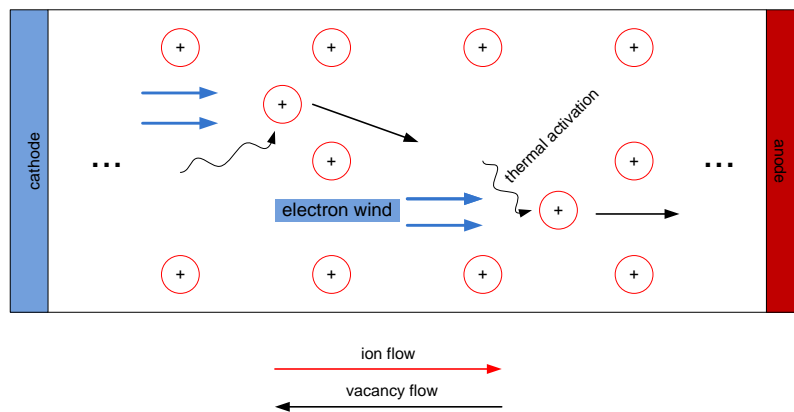 + + + +
+
cathode
...
+
thermal activation
+
...
anode
electron wind
+
+ + + +
ion flow
vacancy flow